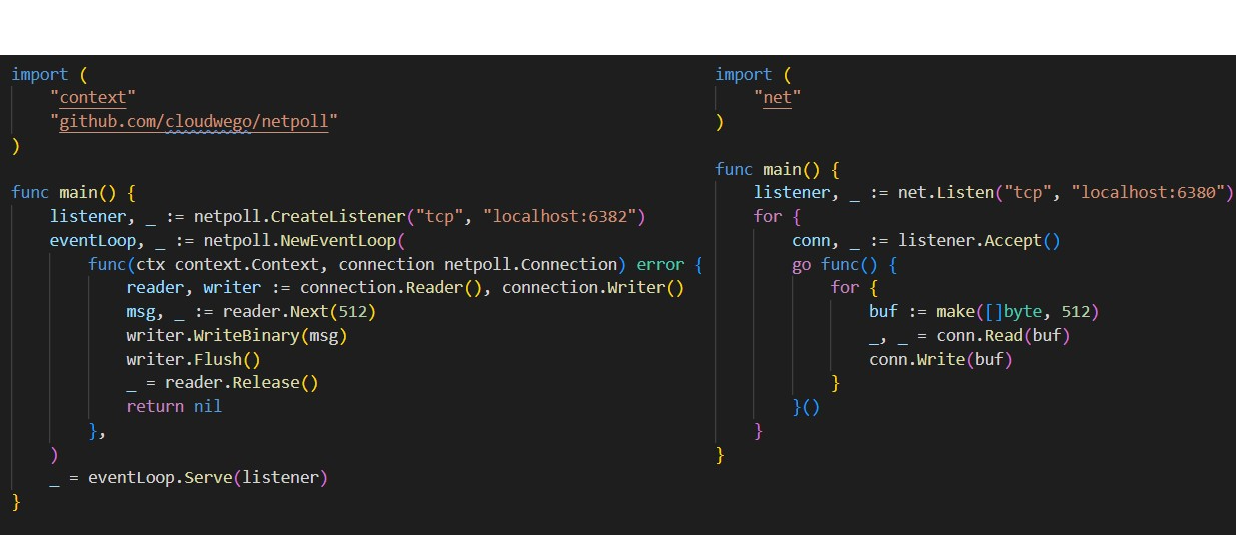 import (
    "context"
    "github.com/cloudwego/netpoll"
)
func main() {
    listener, _ := netpoll.CreateListener("tcp", "localhost:6382")
    eventLoop, _ := netpoll.NewEventLoop(
        func(ctx context.Context, connection netpoll.Connection) error {
            reader, writer := connection.Reader(), connection.Writer()
            msg, _ := reader.Next(512)
            writer.WriteBinary(msg)
            writer.Flush()
            _ = reader.Release()
            return nil
        },
    )
    _ = eventLoop.Serve(listener)
}
import (
    "net"
)
func main() {
    listener, _ := net.Listen("tcp", "localhost:6380")
    for {
        conn, _ := listener.Accept()
        go func() {
            for {
                buf := make([]byte, 512)
                _, _ = conn.Read(buf)
                conn.Write(buf)
            }
        }()
    }
}